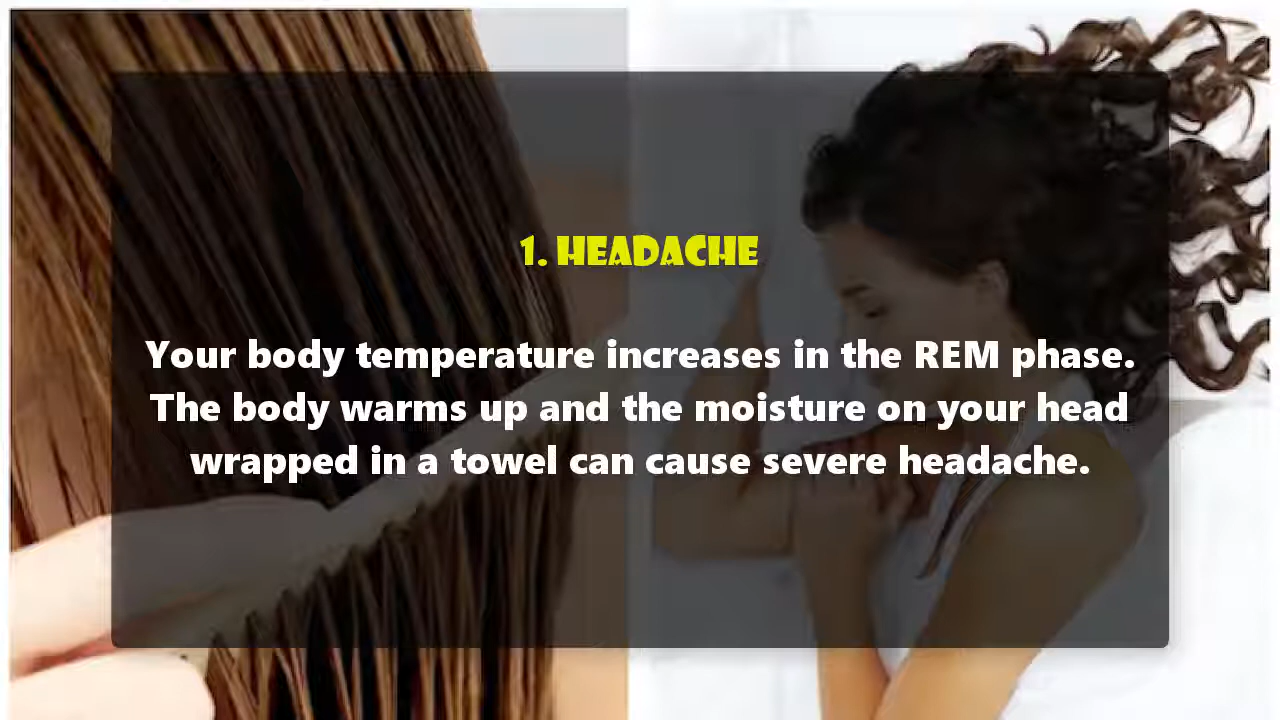 1. HEADACHE
Your body temperature increases in the REM phase.
The body warms up and the moisture on your head
wrapped in a towel can cause severe headache.